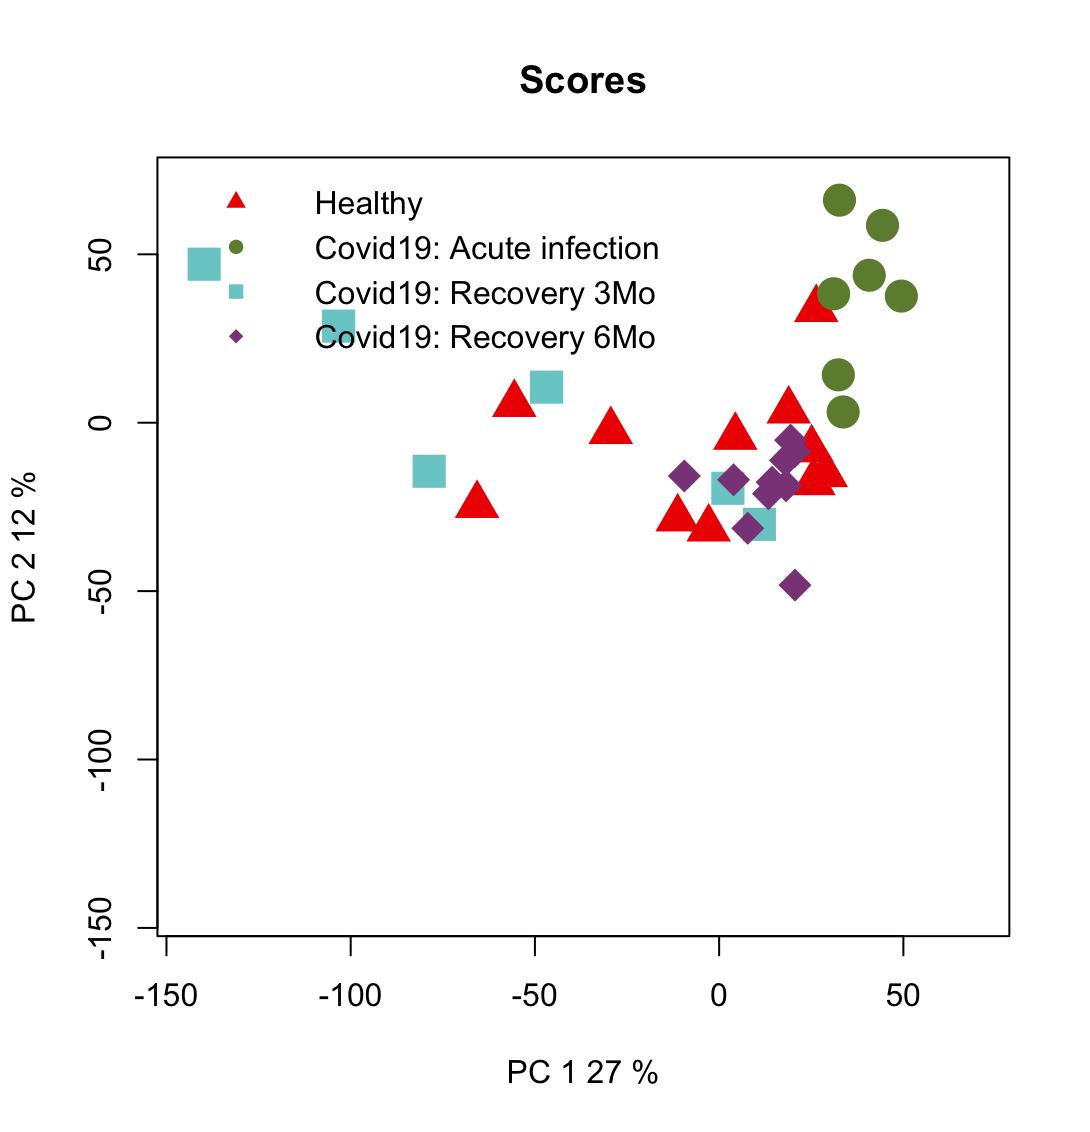 Scores
Healthy
Covid19: Acute infection
Covid19: Recovery 3Mo
Covid19: Recovery 6Mo
50
0
-50
-100
-150
PC 2 12 %
-150
-100
-50
0
50
PC 1 27 %